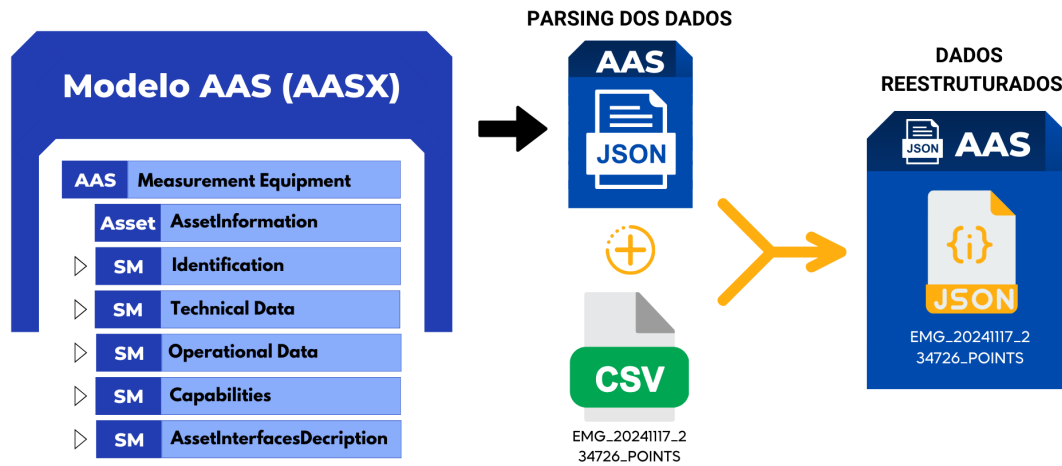 Modelo AAS (AASX)
AAS Measurement Equipment
Asset AssetInformation
SM Identification
SM Technical Data
SM Operational Data
SM Capabilities
SM AssetInterfacesDecription
PARSING DOS DADOS
AAS
JSON
CSV
EMG_20241117_2
34726_POINTS
DADOS
REESTRUTURADOS
JSON AAS
{i}
JSON
EMG_20241117_2
34726_POINTS